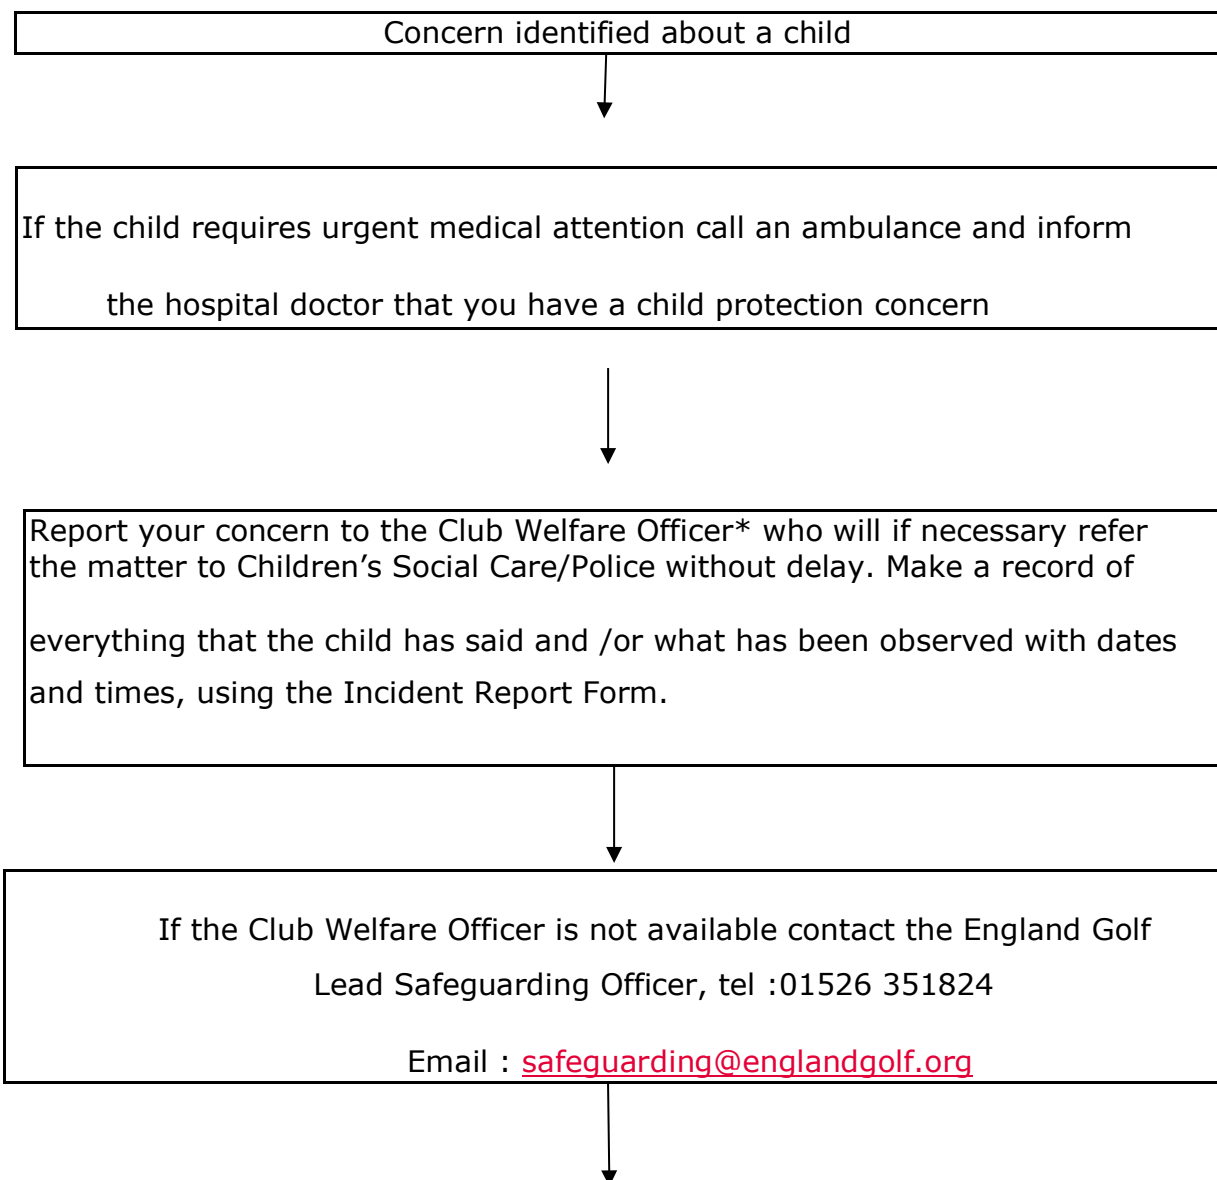 Concern identified about a child
If the child requires urgent medical attention call an ambulance and inform
the hospital doctor that you have a child protection concern
Report your concern to the Club Welfare Officer* who will if necessary refer
the matter to Children’s Social Care/Police without delay. Make a record of
everything that the child has said and /or what has been observed with dates
and times, using the Incident Report Form.
If the Club Welfare Officer is not available contact the England Golf
Lead Safeguarding Officer, tel :01526 351824
Email : safeguarding@englandgolf.org